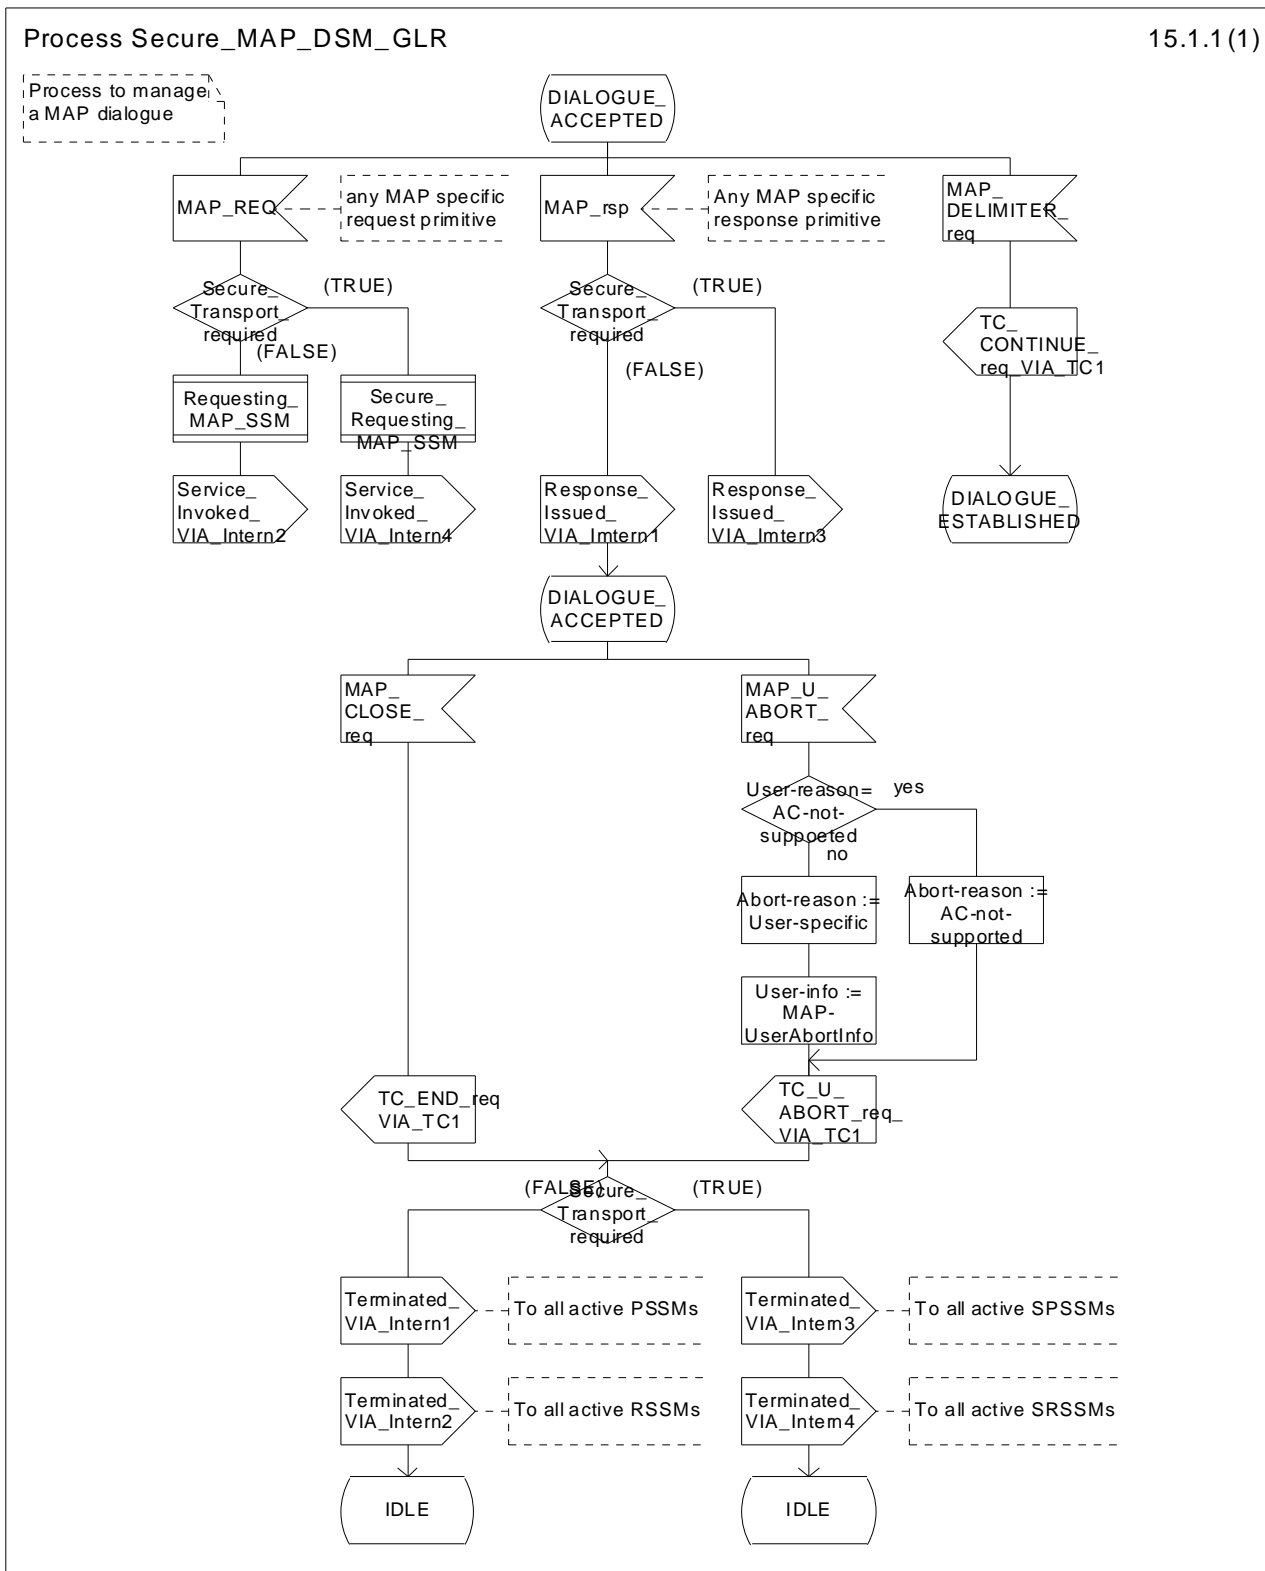 Process Secure_MAP_DSM_GLR
15.1.1(1)
Process to manage
a MAP dialogue
DIALOGUE_
ACCEPTED
MAP_REQ
any MAP specific
request primitive
MAP_rsp
Any MAP specific
response primitive
MAP_
DELIMITER_
req
Secure_
Transport_
required
(TRUE)
(FALSE)
Secure_
Transport_
required
(TRUE)
(FALSE)
TC_
CONTINUE_
req_VIA_TC1
Requesting_
MAP_SSM
Secure_
Requesting_
MAP_SSM
Service_
Invoked_
VIA_Intern2
Service_
Invoked_
VIA_Intern4
Response_
Issued_
VIA_Imtern1
Response_
Issued_
VIA_Imtern3
DIALOGUE_
ESTABLISHED
DIALOGUE_
ACCEPTED
MAP_
CLOSE_
req
MAP_U_
ABORT_
req
User-reason=
AC-not-
suppoeted
yes
no
Abort-reason :=
User-specific
Abort-reason :=
AC-not-
supported
User-info :=
MAP-
UserAbortInfo
TC_END_req
VIA_TC1
TC_U_
ABORT_req_
VIA_TC1
(FALSE)
Secure_
Transport_
required
(TRUE)
Terminated_
VIA_Intern1
To all active PSSMs
Terminated_
VIA_Intern3
To all active SPSSMs
Terminated_
VIA_Intern2
To all active RSSMs
Terminated_
VIA_Intern4
To all active SRSSMs
IDLE
IDLE